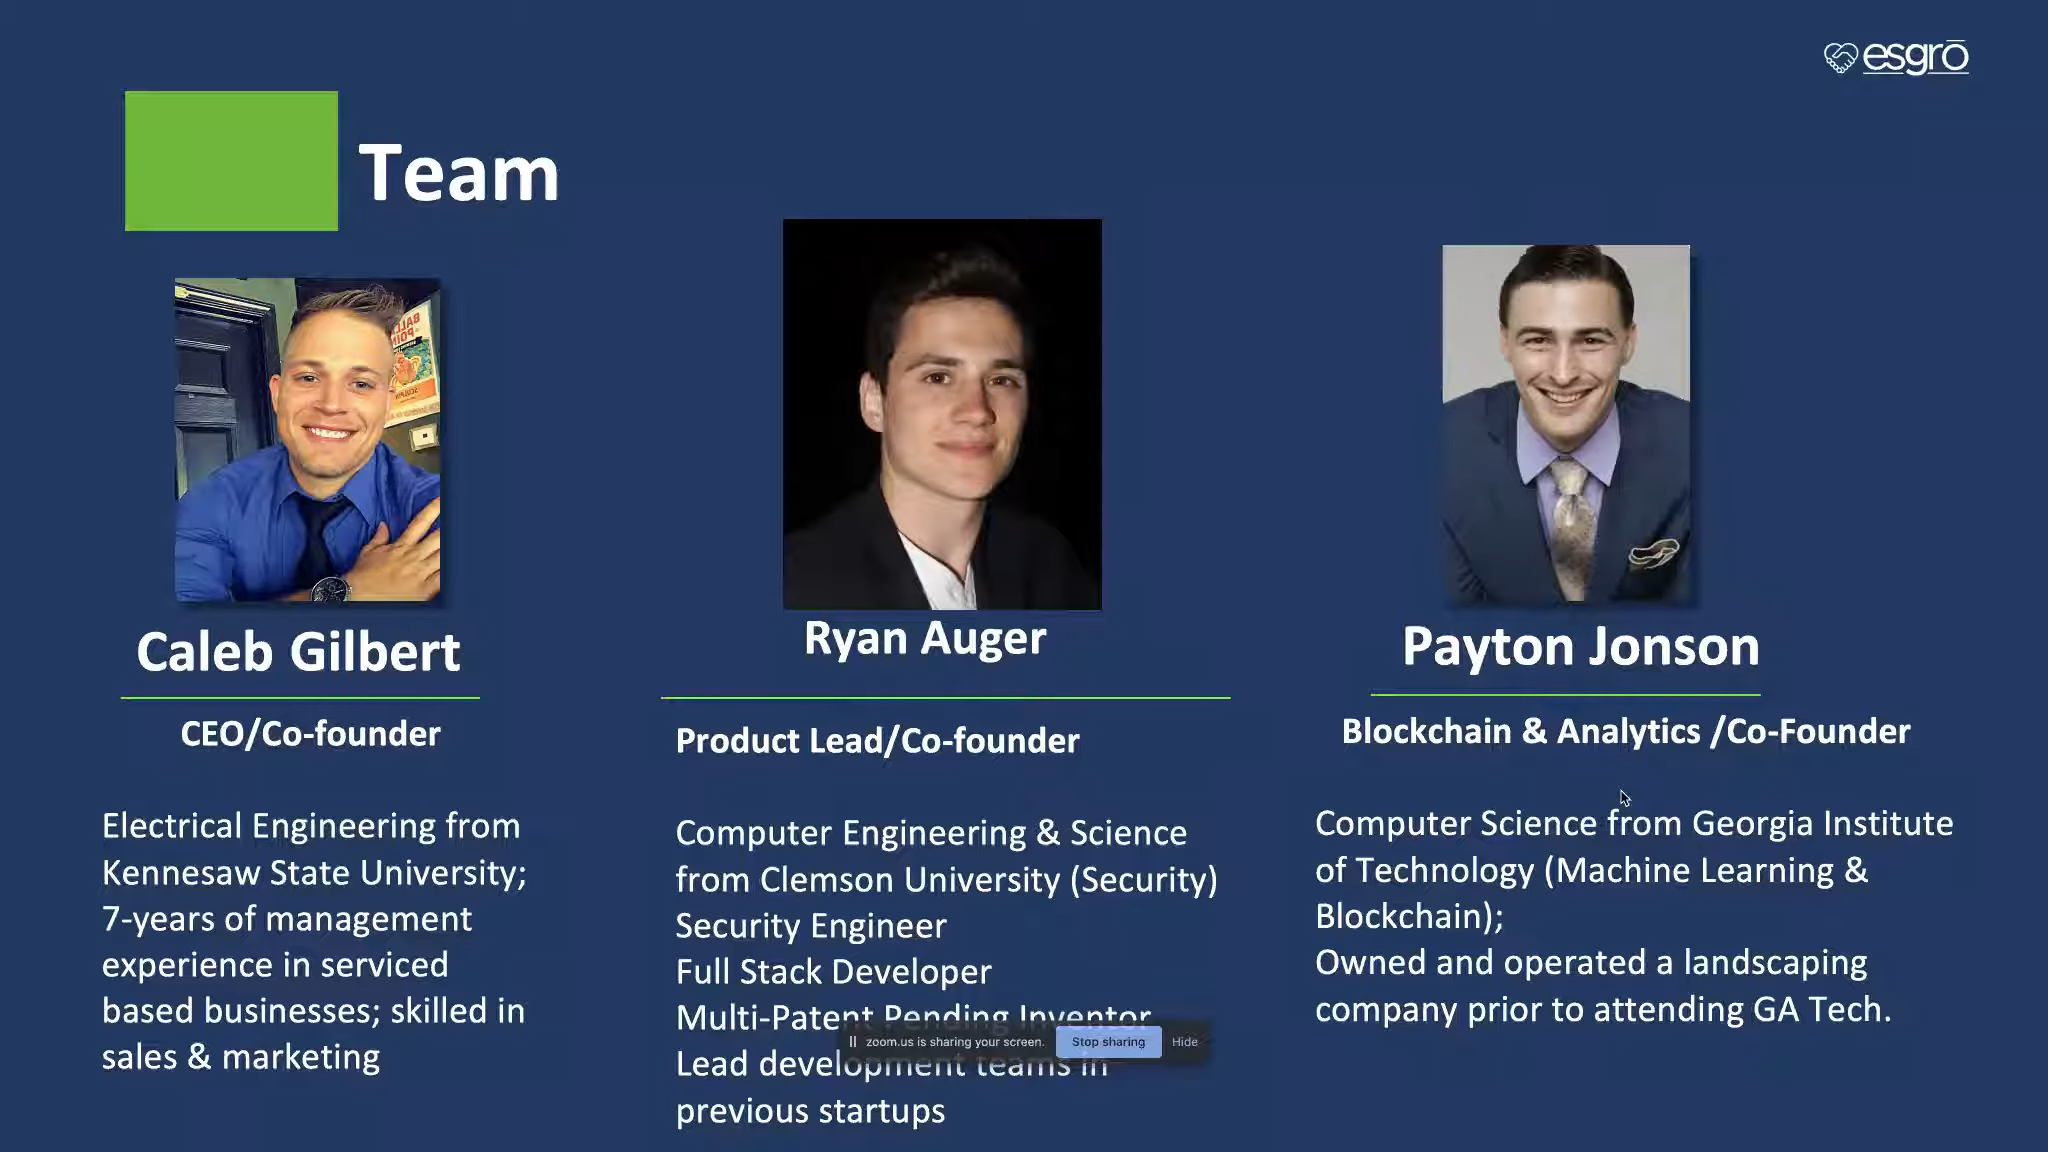 esgrō
Team
Caleb Gilbert
CEO/Co-founder
Electrical Engineering from
Kennesaw State University;
7-years of management
experience in serviced
based businesses; skilled in
sales & marketing
Ryan Auger
Product Lead/Co-founder
Computer Engineering & Science
from Clemson University (Security)
Security Engineer
Full Stack Developer
Multi-Patent Pending Inventor
Lead development teams in
previous startups
zoom.us is sharing your screen.
Stop sharing
Hide
Payton Jonson
Blockchain & Analytics /Co-Founder
Computer Science from Georgia Institute
of Technology (Machine Learning &
Blockchain);
Owned and operated a landscaping
company prior to attending GA Tech.